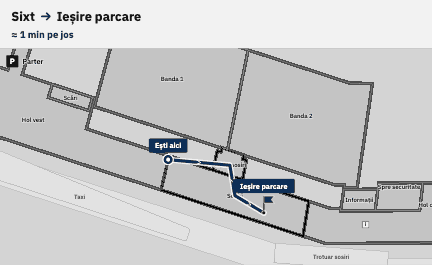 Sixt → Ieșire parcare
≈ 1 min pe jos
P Parter
Banda 3
Scări
Banda 2
Hol vest
Ești aici
Ieșire parcare
Spre securitate
Informații
Taxi
i
Trotuar sosiri